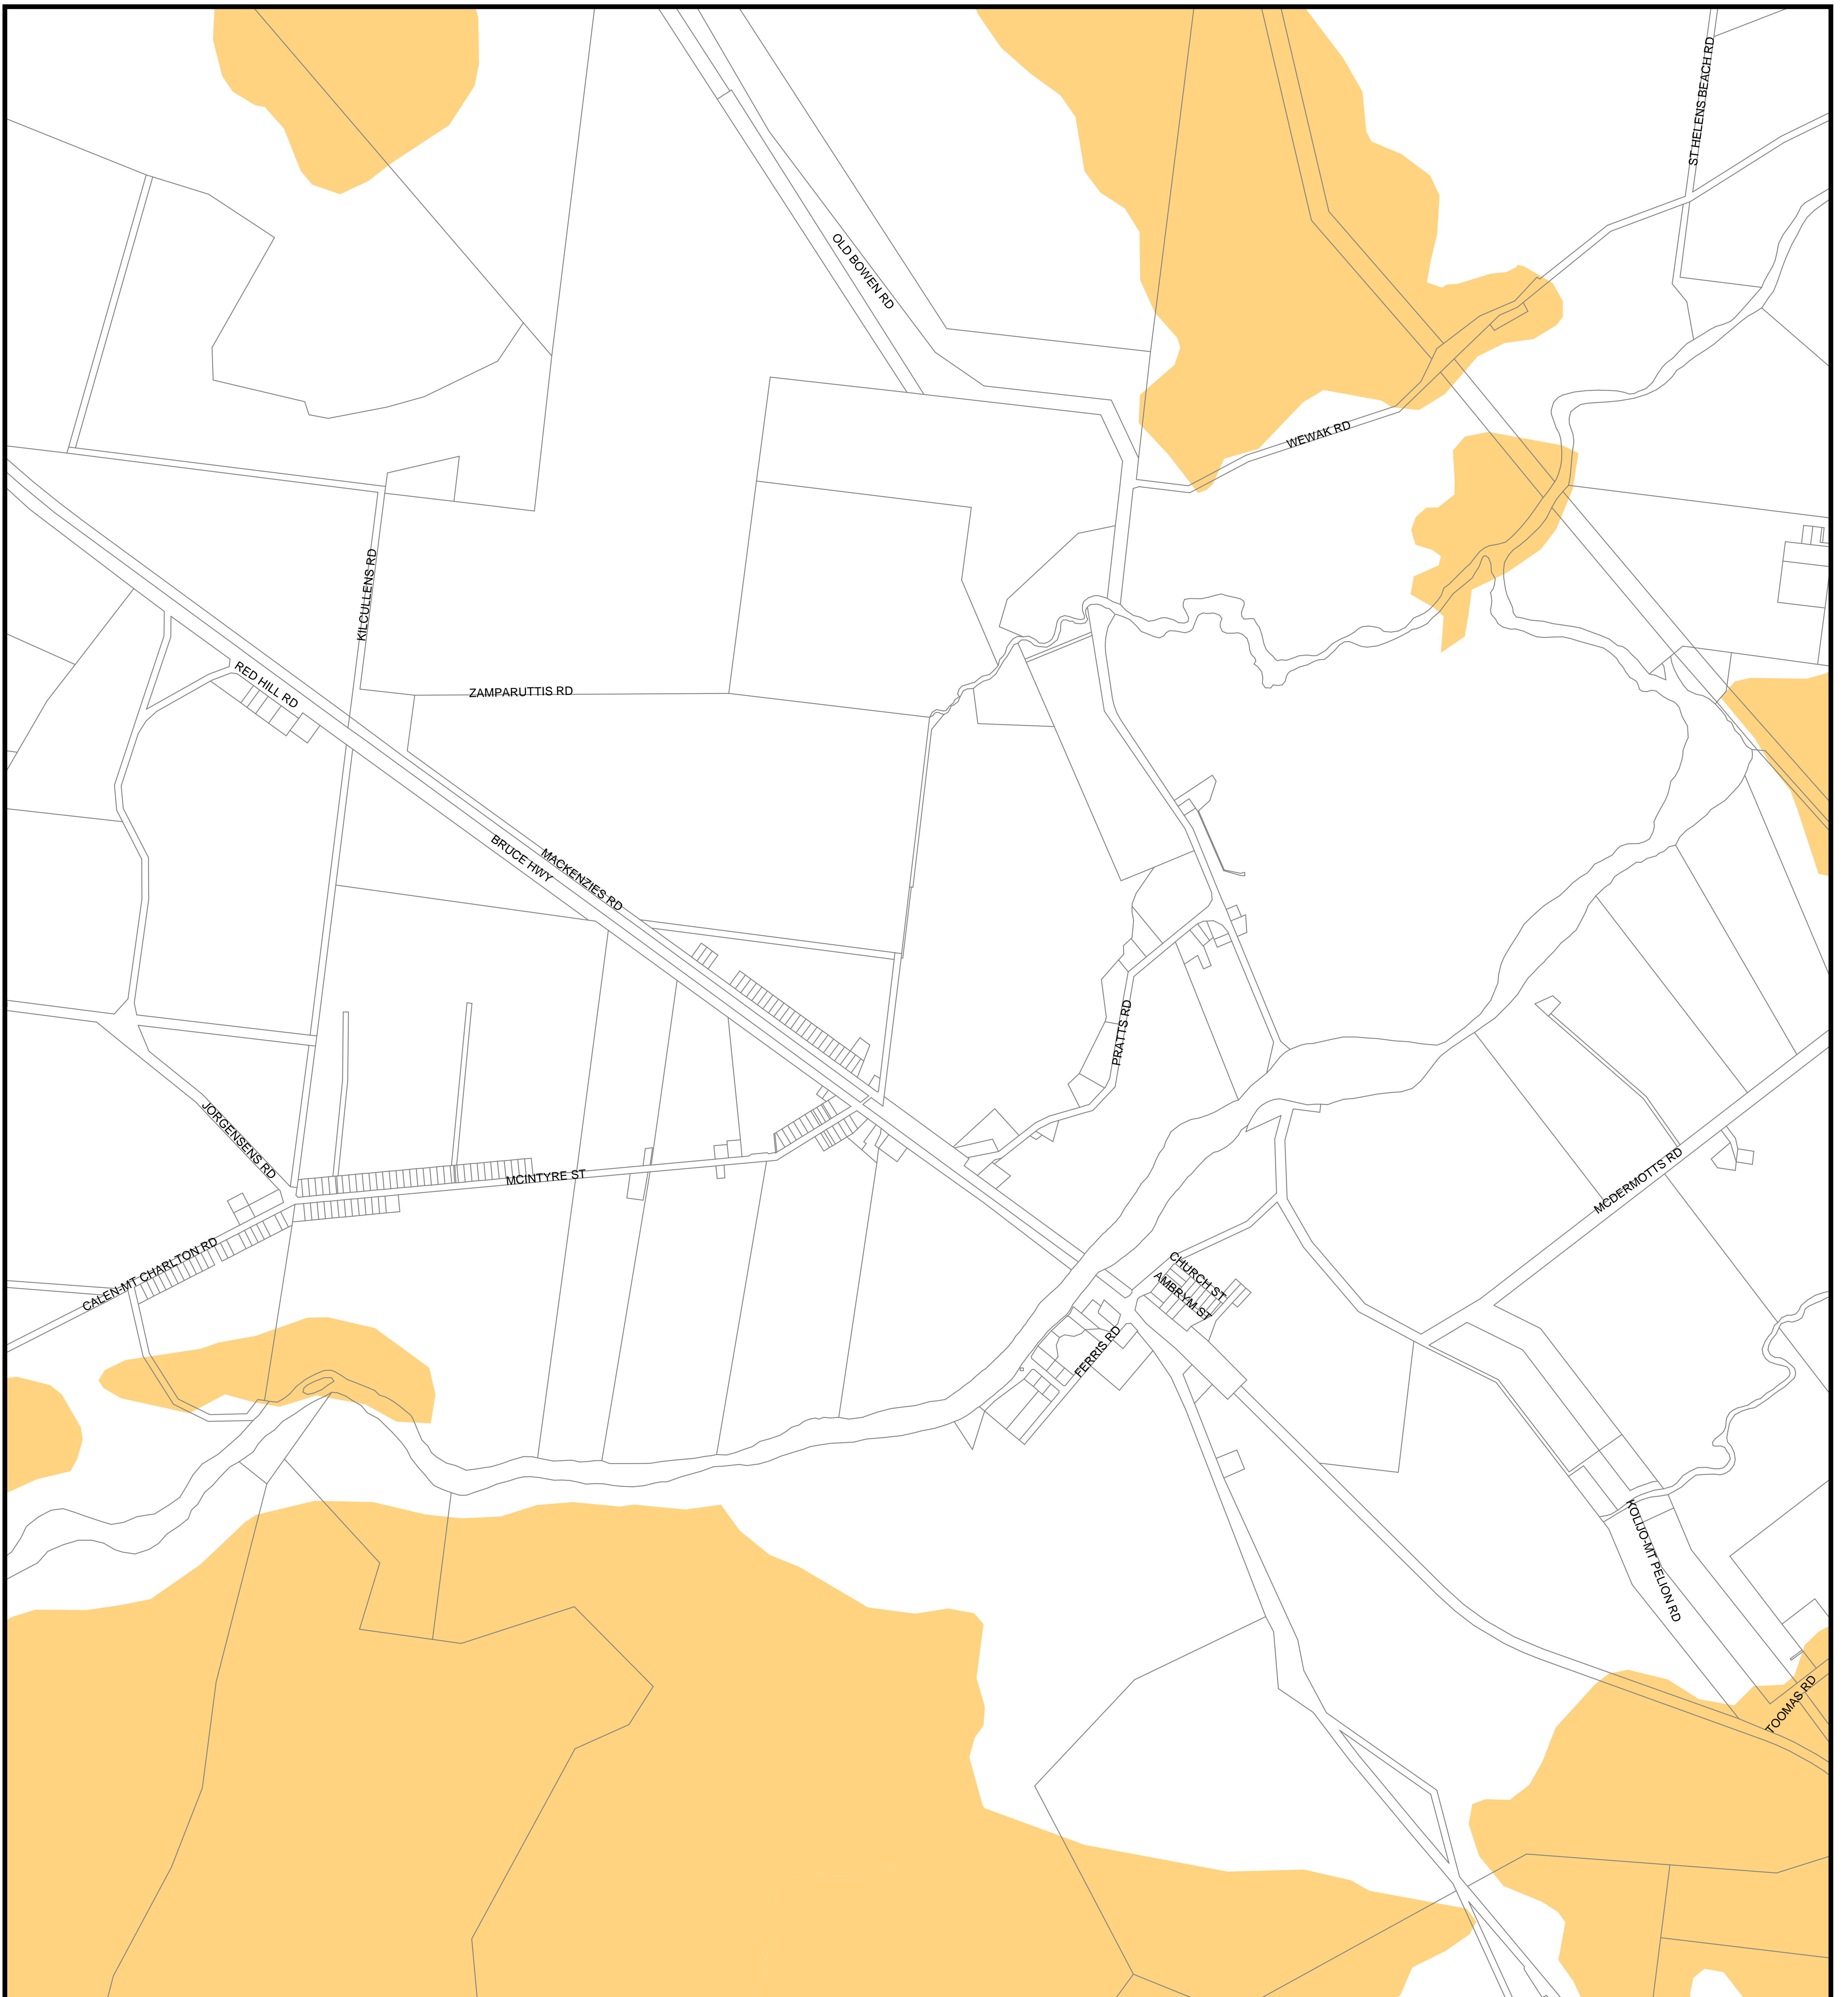 ST HELENS BEACH RD
OLD BOWEN RD
WEWAK RD
KILCULLENS RD
RED HILL RD
ZAMPARUTTIS RD
BRUCE HWY
MACKENZIES RD
PRATTS RD
JORGENSENS RD
MCINTYRE ST
MCDERMOTTS RD
CALEN-MT CHARLTON RD
CHURCH ST
AMBRYM ST
FERRIS RD
KOLIJO-MT PELION RD
TOOMAS RD